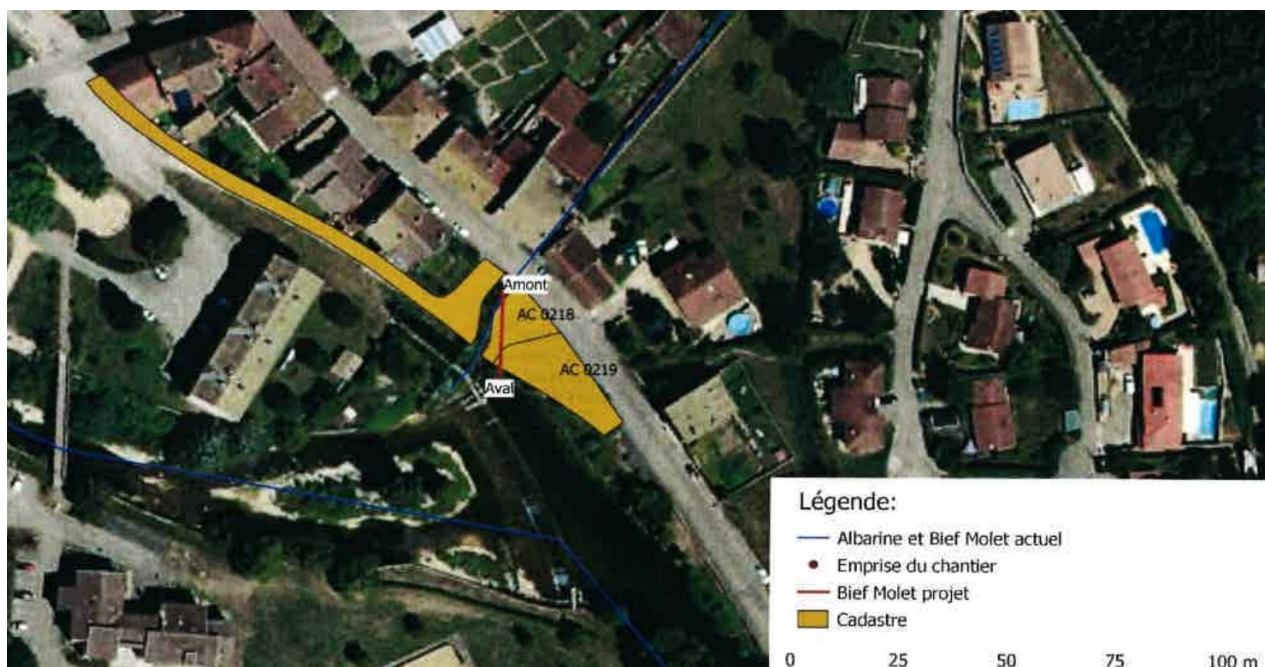 Amont
AC 0218
AC 0219
Aval
Légende:
Albarine et Bief Molet actuel
Emprise du chantier
Bief Molet projet
Cadastre
0 25 50 75 100 m